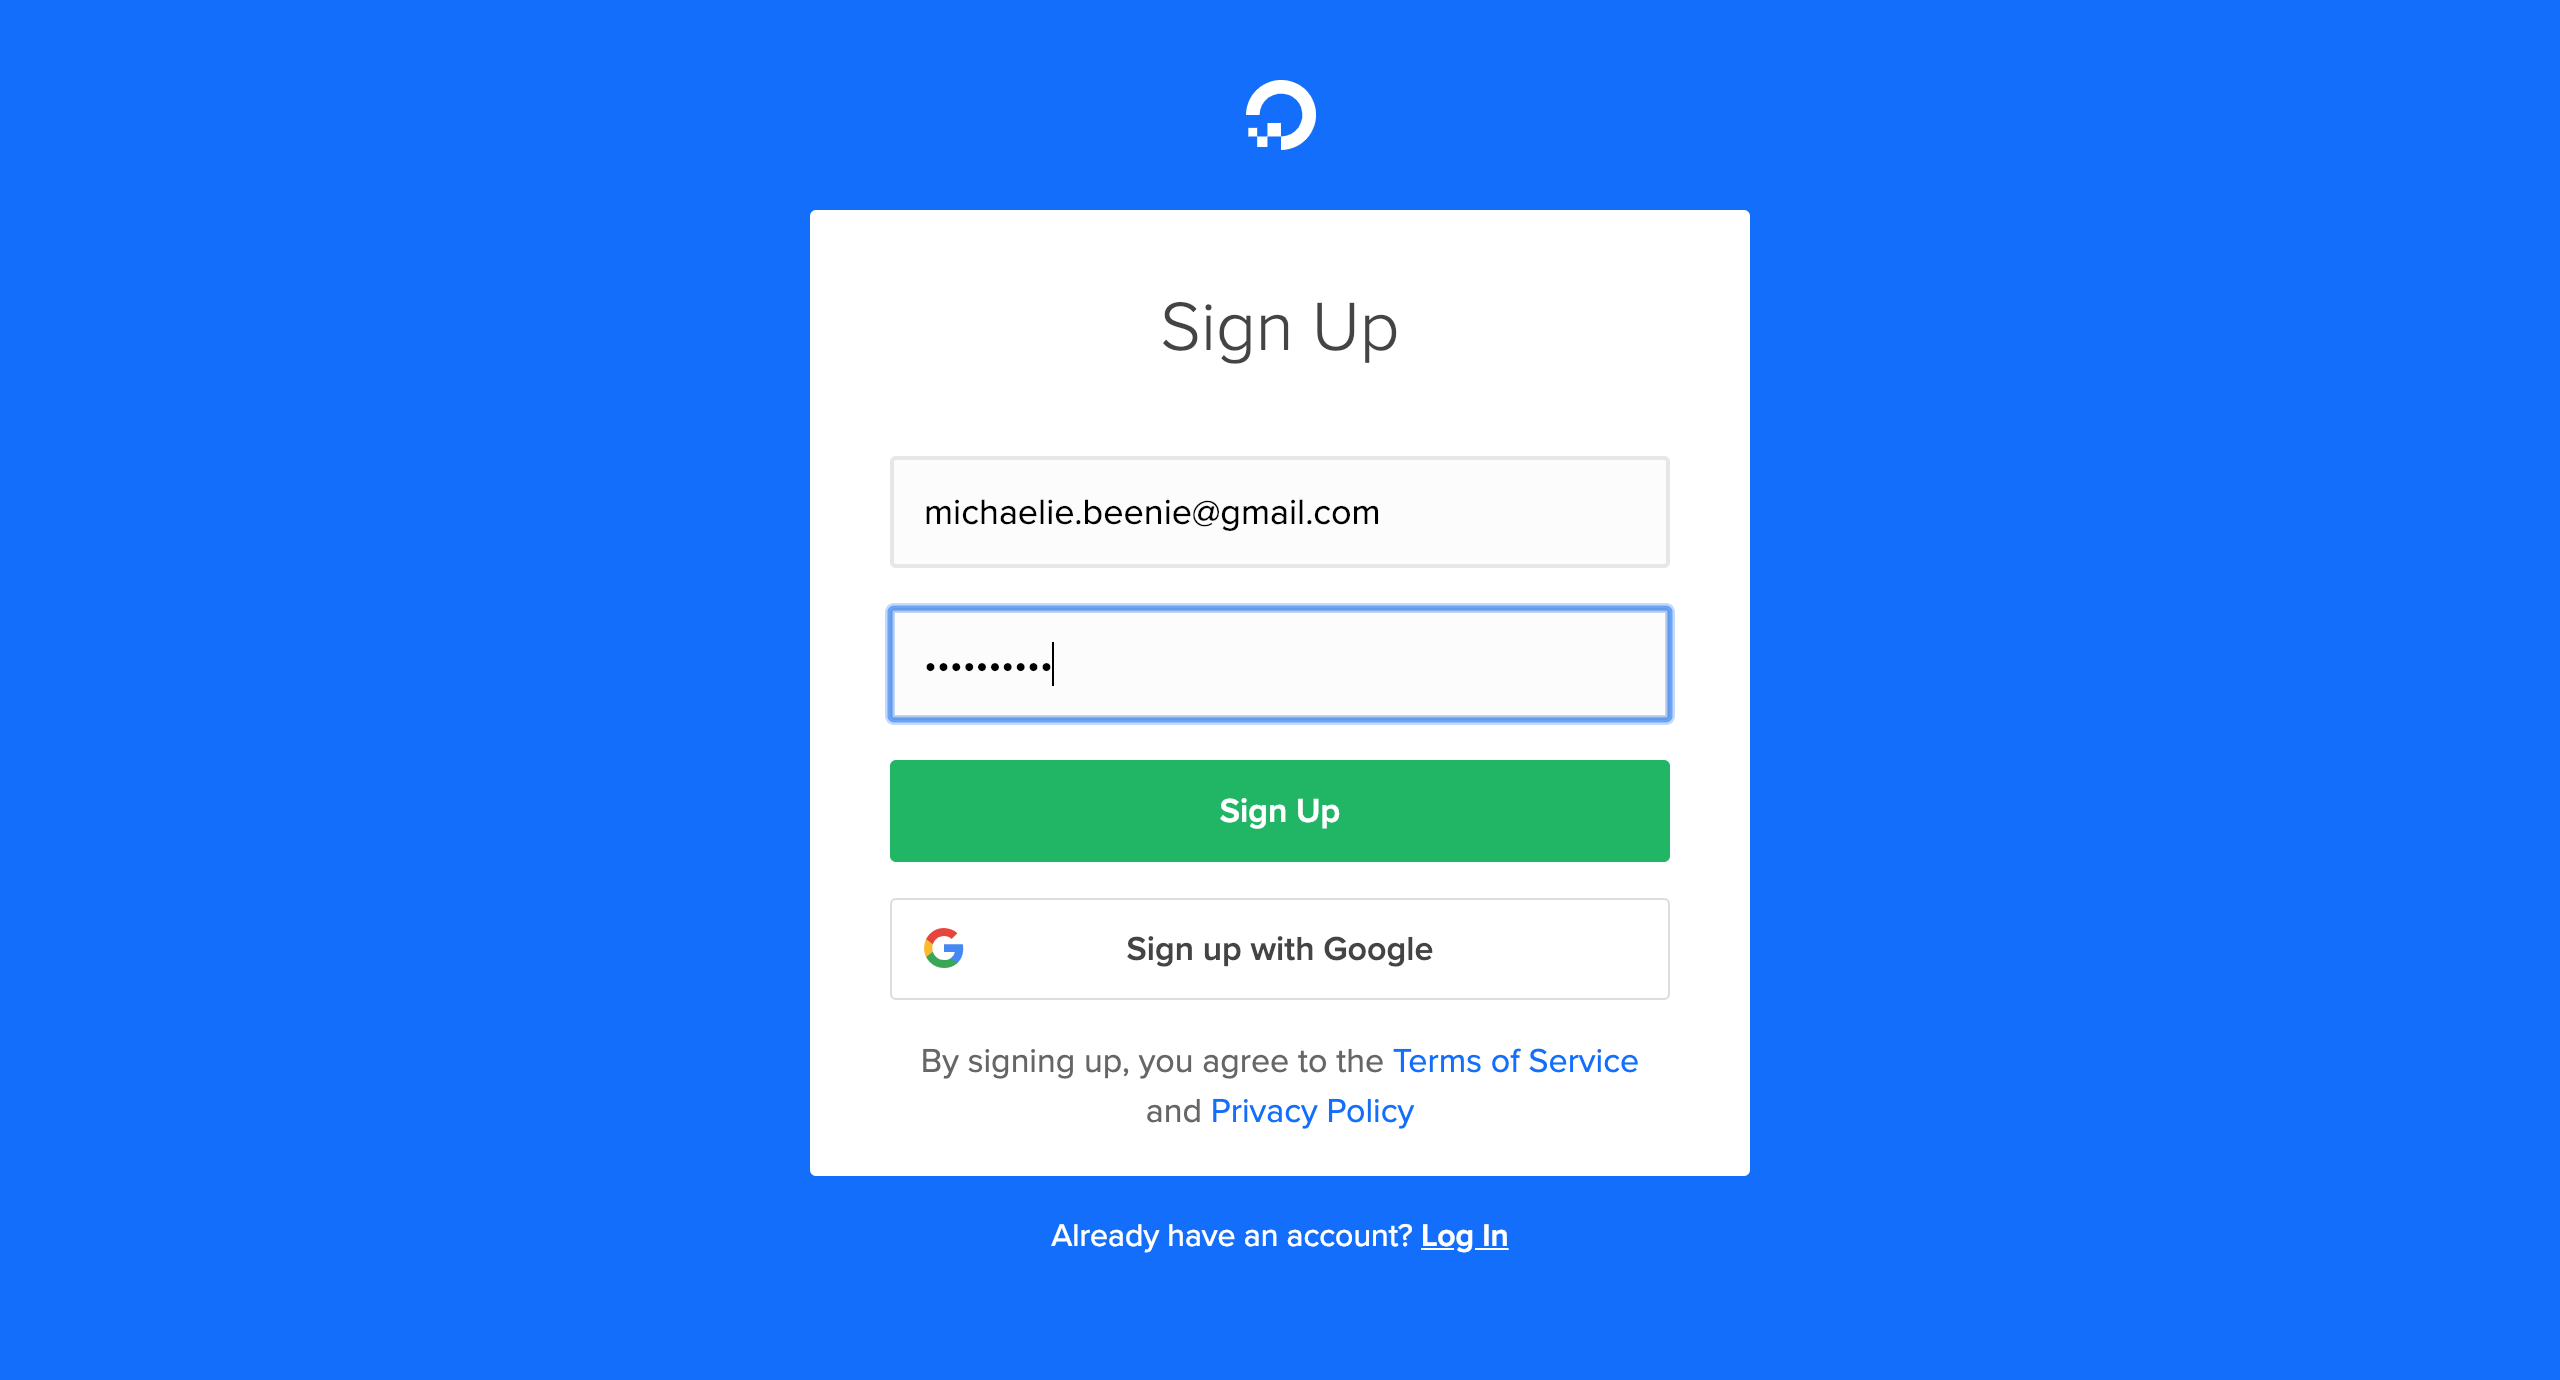 Sign Up
michaelie.beenie@gmail.com
••••••••••
Sign Up
Sign up with Google
By signing up, you agree to the Terms of Service
and Privacy Policy
Already have an account? Log In